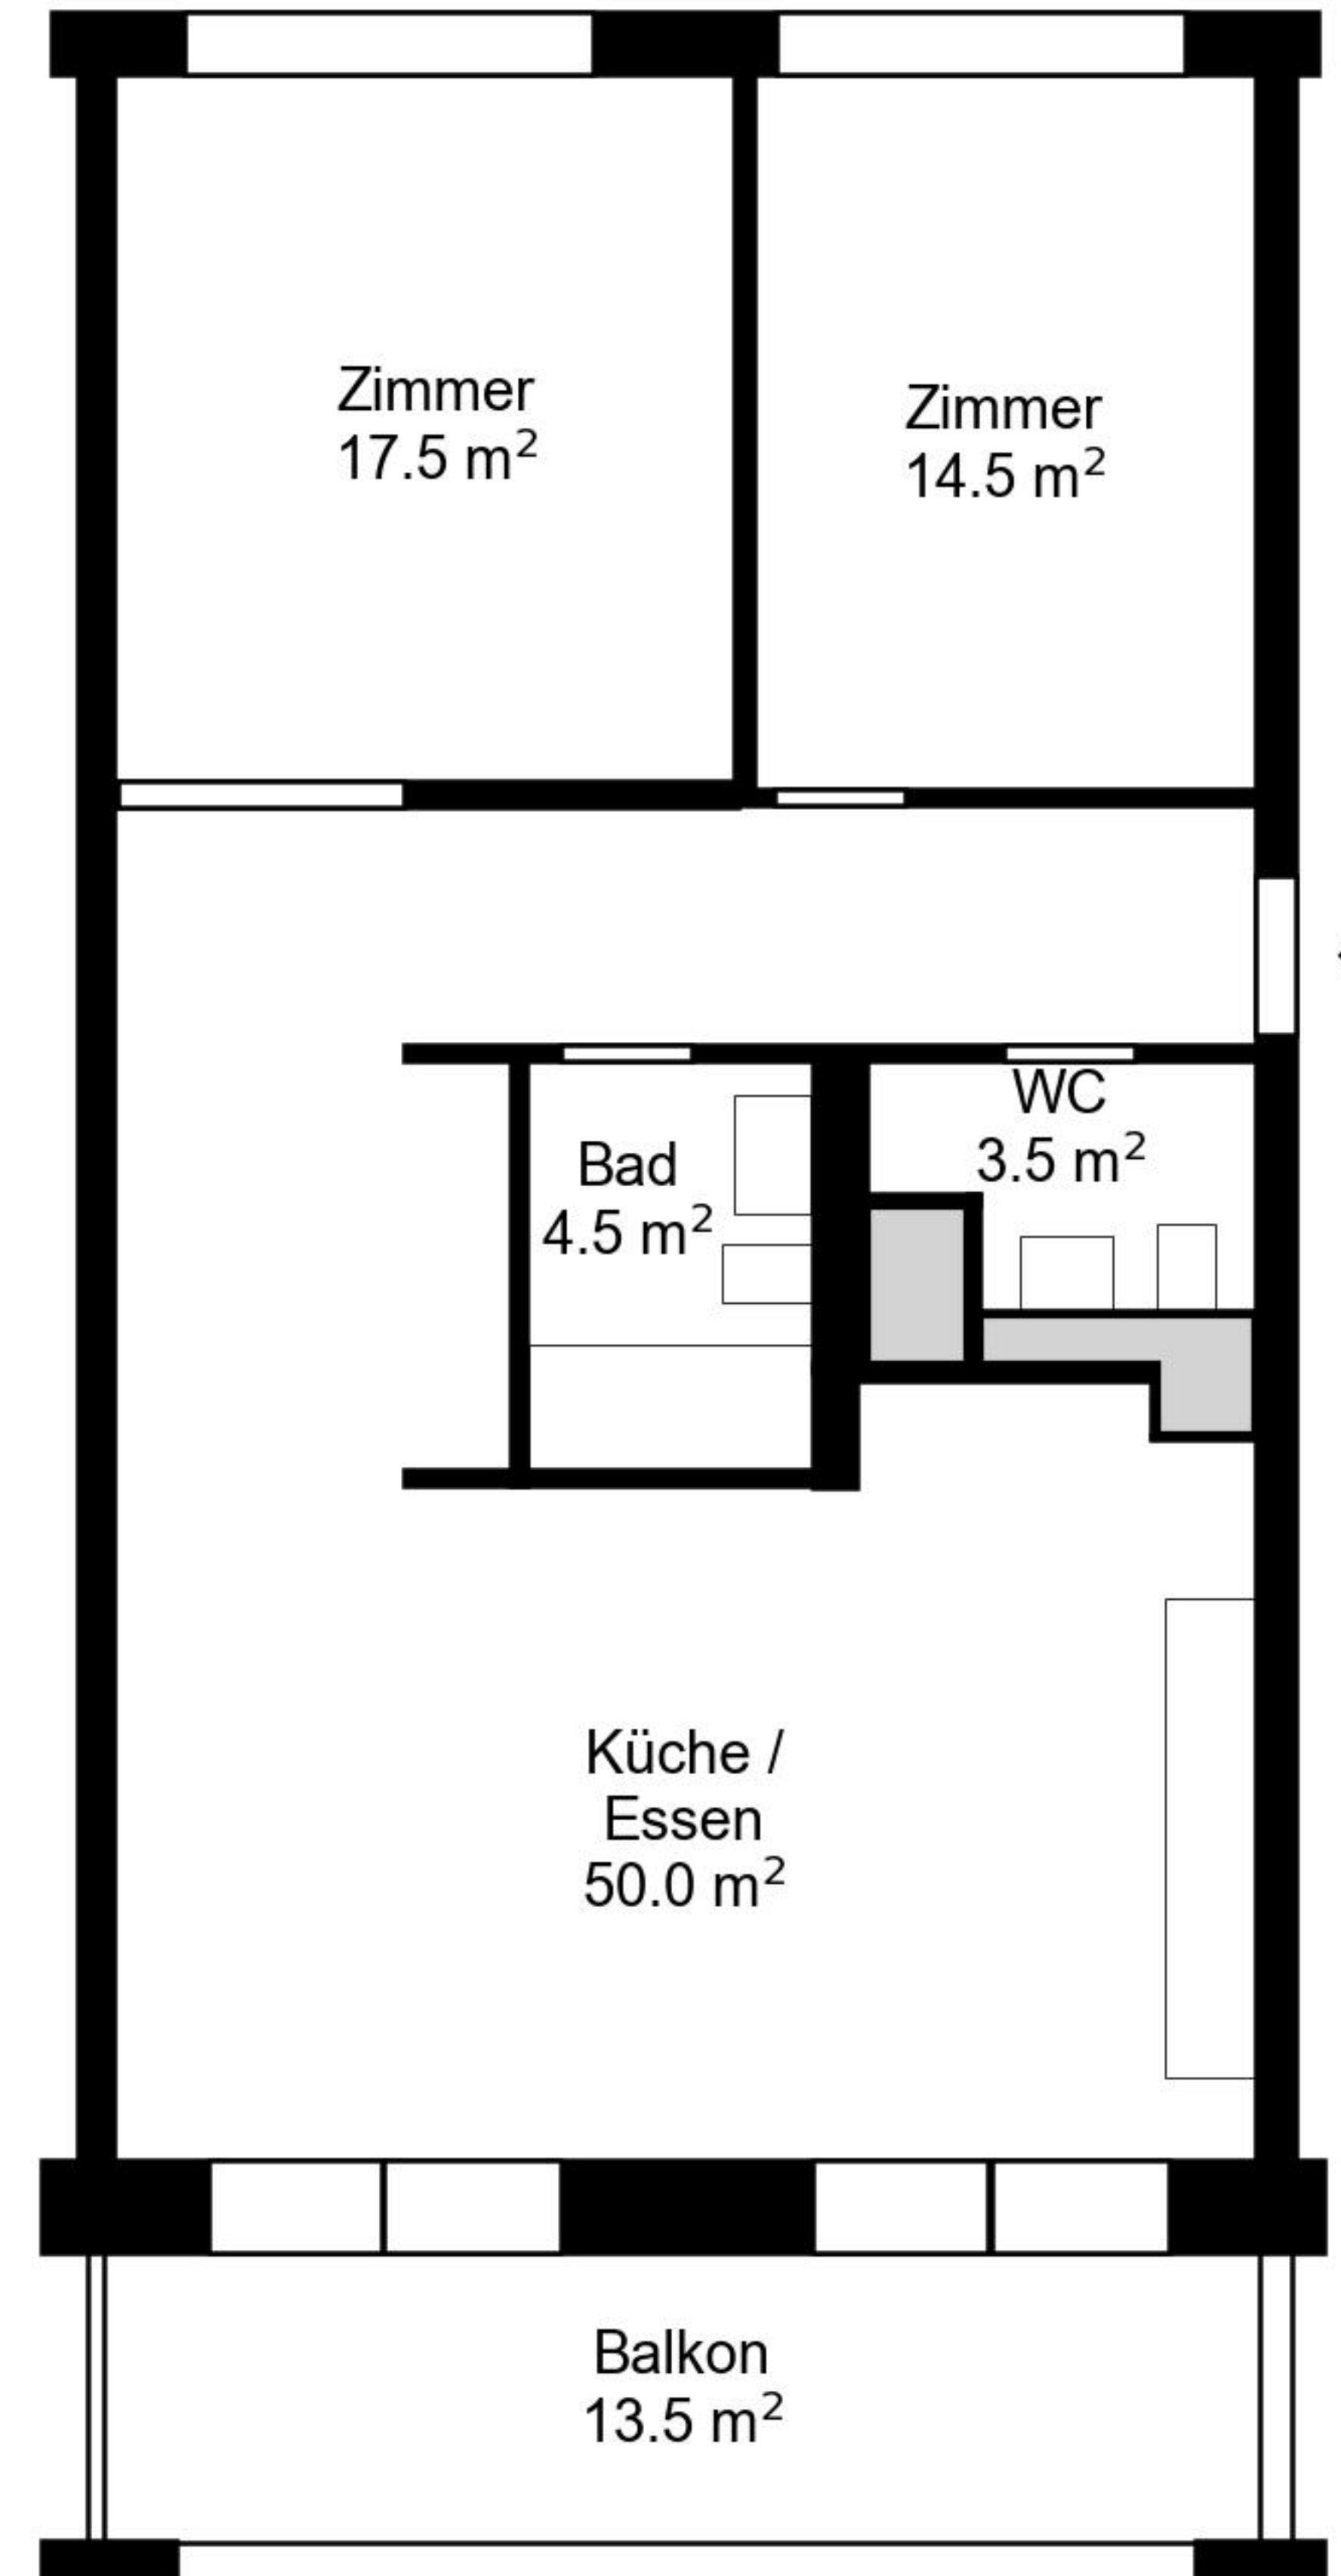 Zimmer
17.5 m²
Zimmer
14.5 m²
WC
3.5 m²
Bad
4.5 m²
Küche /
Essen
50.0 m²
Balkon
13.5 m²